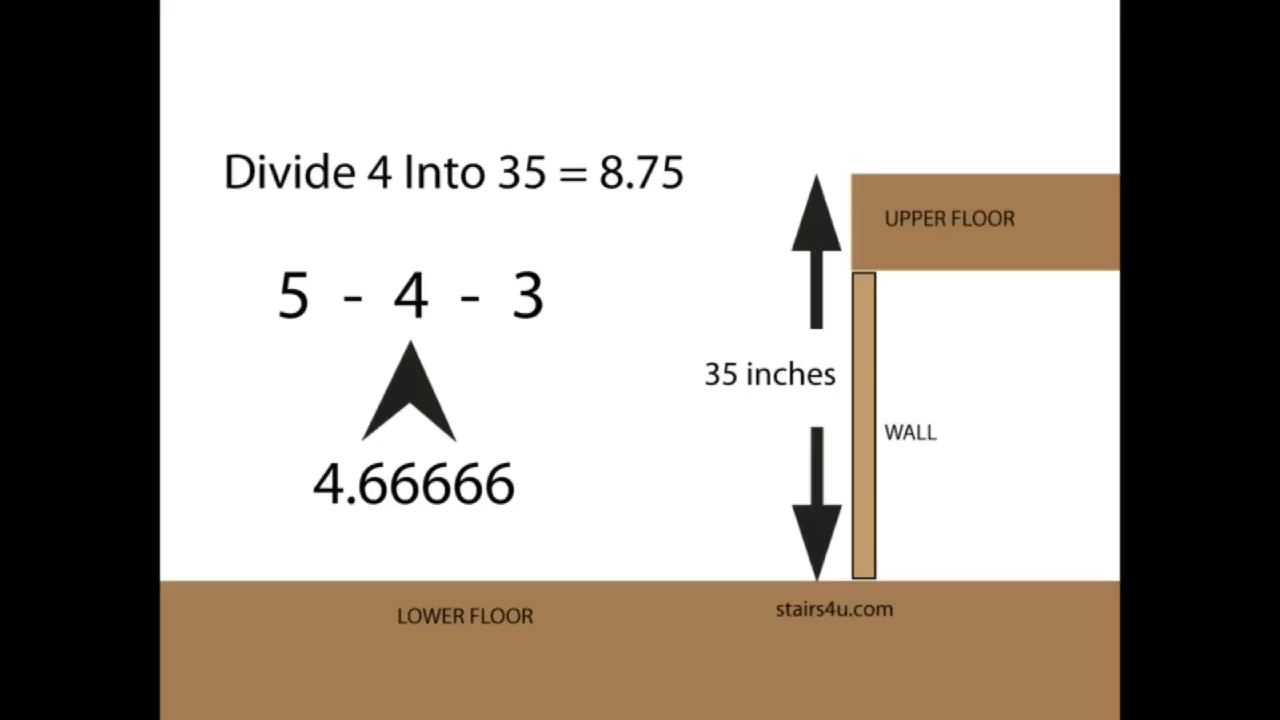 Divide 4 Into 35 = 8.75
UPPER FLOOR
5 - 4 - 3
35 inches
WALL
4.66666
LOWER FLOOR
stairs4u.com